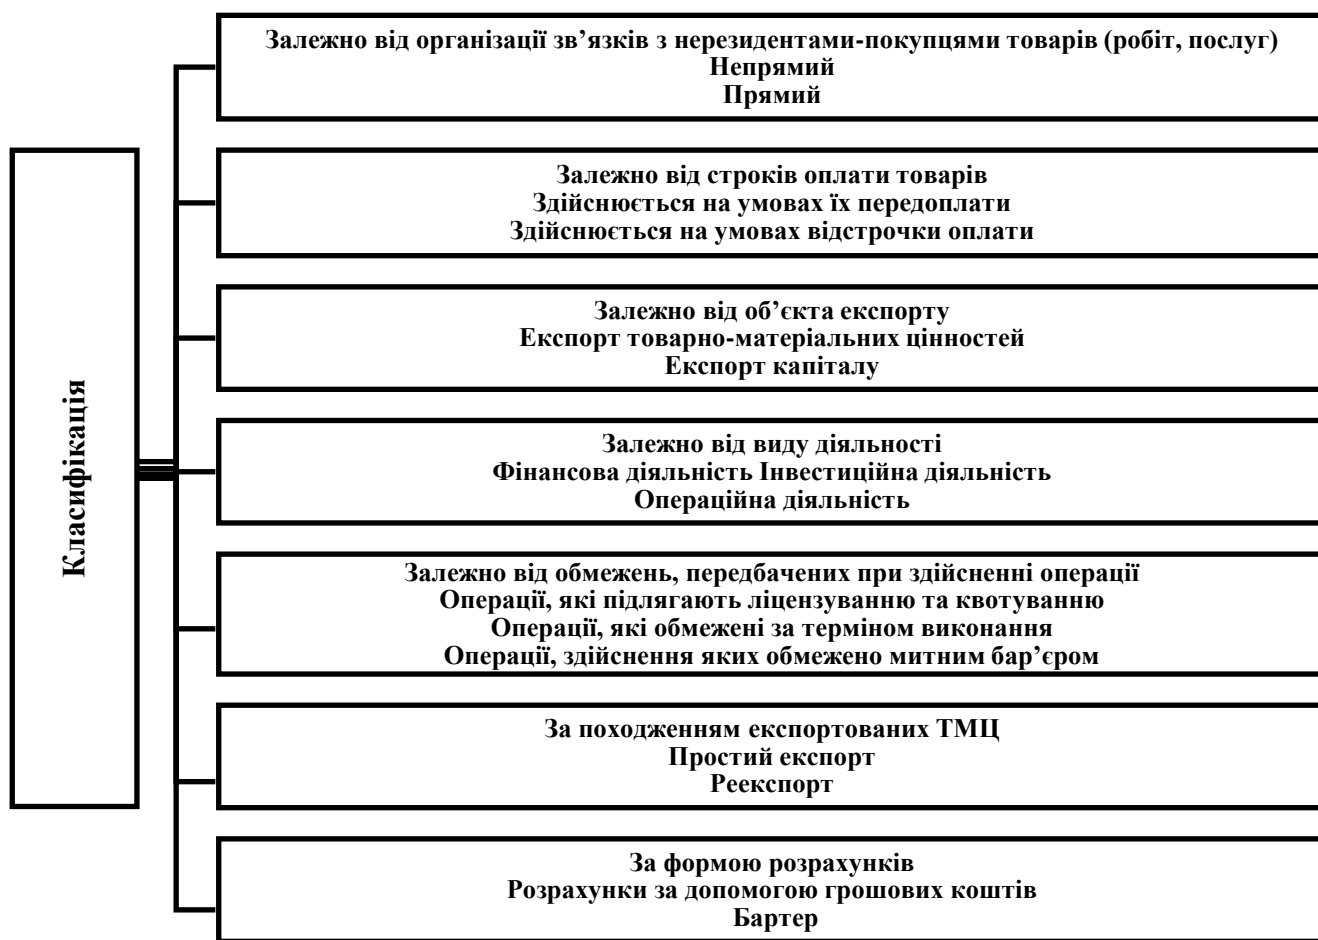 Класифікація
Залежно від організації зв’язків з нерезидентами-покупцями товарів (робіт, послуг)
Непрямий
Прямий
Залежно від строків оплати товарів
Здійснюється на умовах їх передоплати
Здійснюється на умовах відстрочки оплати
Залежно від об’єкта експорту
Експорт товарно-матеріальних цінностей
Експорт капіталу
Залежно від виду діяльності
Фінансова діяльність Інвестиційна діяльність
Операційна діяльність
Залежно від обмежень, передбачених при здійсненні операції
Операції, які підлягають ліцензуванню та квотуванню
Операції, які обмежені за терміном виконання
Операції, здійснення яких обмежено митним бар’єром
За походженням експортованих ТМЦ
Простий експорт
Реекспорт
За формою розрахунків
Розрахунки за допомогою грошових коштів
Бартер